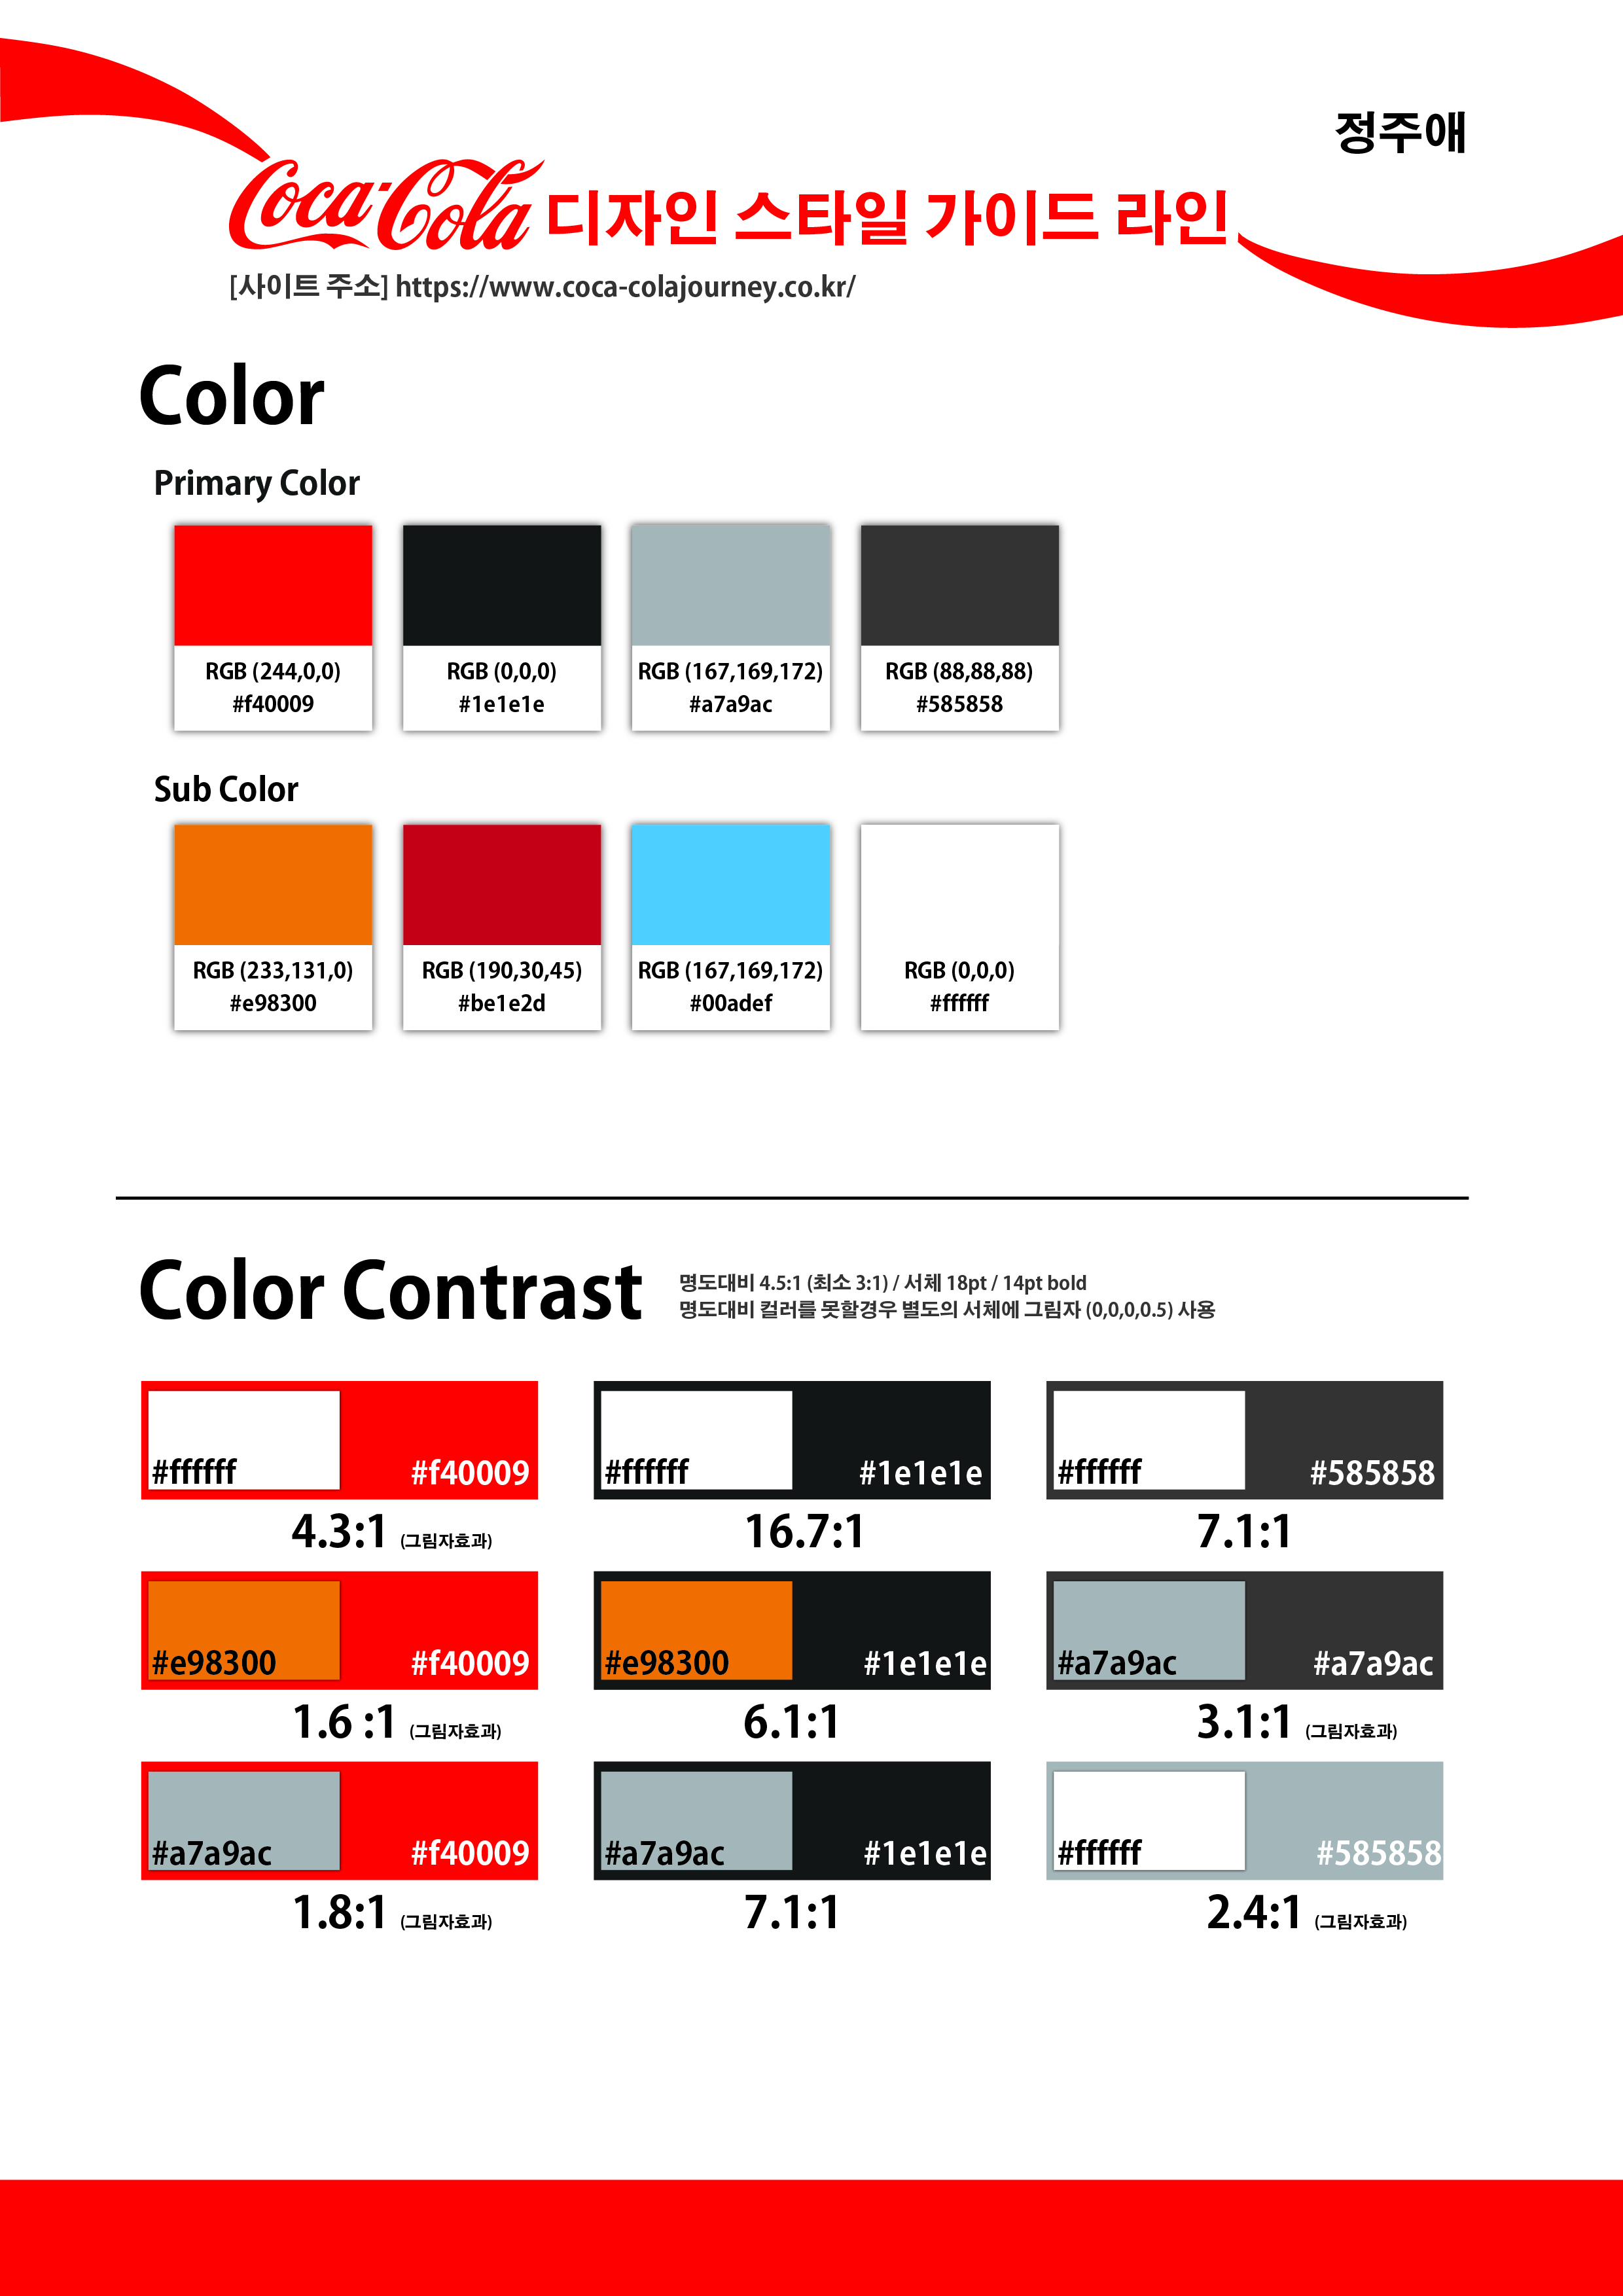 정주애
Coca-Cola 디자인 스타일 가이드 라인
[사이트 주소] https://www.coca-colajourney.co.kr/
Color
Primary Color
RGB (244,0,0)
#f40009
RGB (0,0,0)
#1e1e1e
RGB (167,169,172)
#a7a9ac
RGB (88,88,88)
#585858
Sub Color
RGB (233,131,0)
#e98300
RGB (190,30,45)
#be1e2d
RGB (167,169,172)
#00adef
RGB (0,0,0)
#ffffff
Color Contrast
명도대비 4.5:1 (최소 3:1) / 서체 18pt / 14pt bold
명도대비 컬러를 못할경우 별도의 서체에 그림자 (0,0,0,0.5) 사용
#ffffff #f40009
4.3:1 (그림자효과)
#ffffff #1e1e1e
16.7:1
#ffffff #585858
7.1:1
#e98300 #f40009
1.6 :1 (그림자효과)
#e98300 #1e1e1e
6.1:1
#a7a9ac #a7a9ac
3.1:1 (그림자효과)
#a7a9ac #f40009
1.8:1 (그림자효과)
#a7a9ac #1e1e1e
7.1:1
#ffffff #585858
2.4:1 (그림자효과)